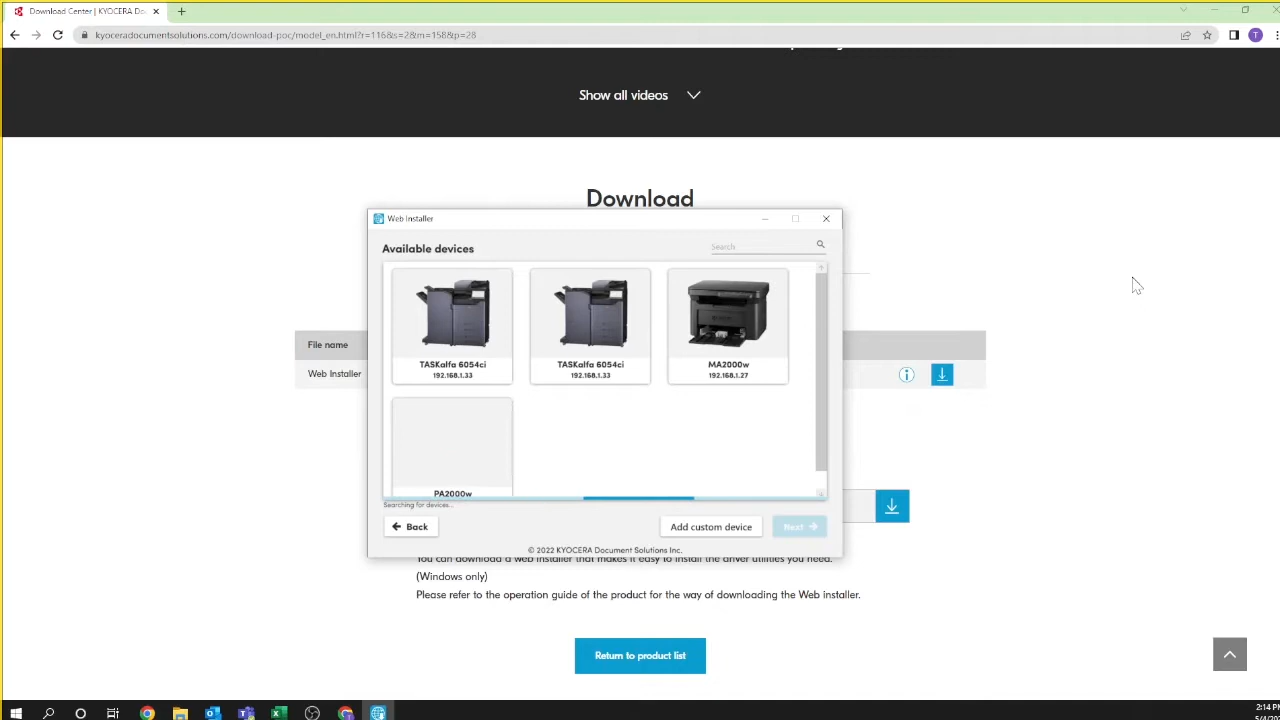 Download Center | KYOCERA Do
kyoceradocumentsolutions.com/download-poc/model_en.html?r=116&s=28&m=158&p=28
T
Show all videos
Download
Web Installer
Available devices
Search
TASKalfa 6054ci
192.168.1.33
TASKalfa 6054ci
192.168.1.33
MA2000w
192.168.1.27
PA2000w
Searching for devices...
Back
Add custom device
Next
© 2022 KYOCERA Document Solutions Inc.
File name
Web Installer
You can download a web installer that makes it easy to install the driver utilities you need.
(Windows only)
Please refer to the operation guide of the product for the way of downloading the Web installer.
Return to product list
2:14 PM